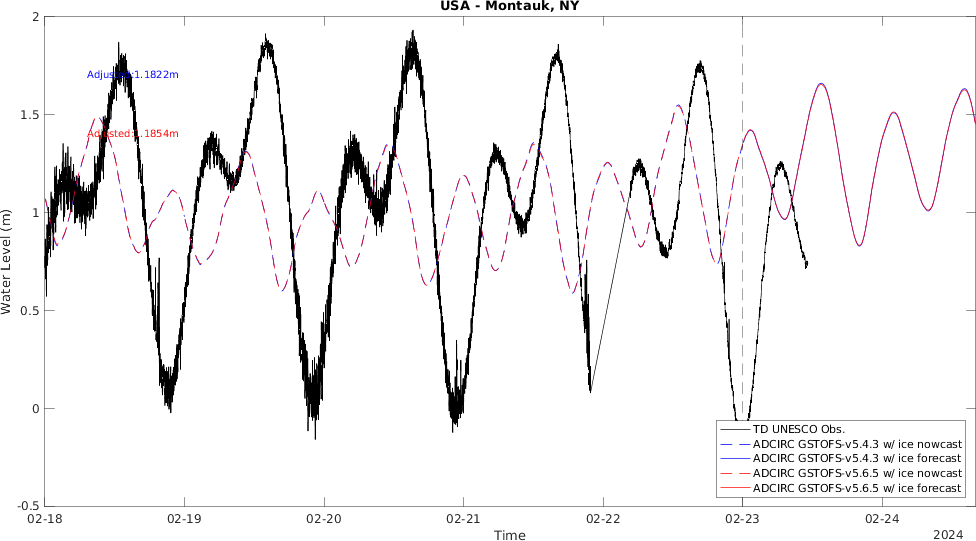 USA - Montauk, NY
2
1.5
1
0.5
0
-0.5
Water Level (m)
Adjusted:1.1822m
Adjusted:1.1854m
TD UNESCO Obs.
ADCIRC GSTOFS-v5.4.3 w/ ice nowcast
ADCIRC GSTOFS-v5.4.3 w/ ice forecast
ADCIRC GSTOFS-v5.6.5 w/ ice nowcast
ADCIRC GSTOFS-v5.6.5 w/ ice forecast
02-18 02-19 02-20 02-21 02-22 02-23 02-24
Time
2024